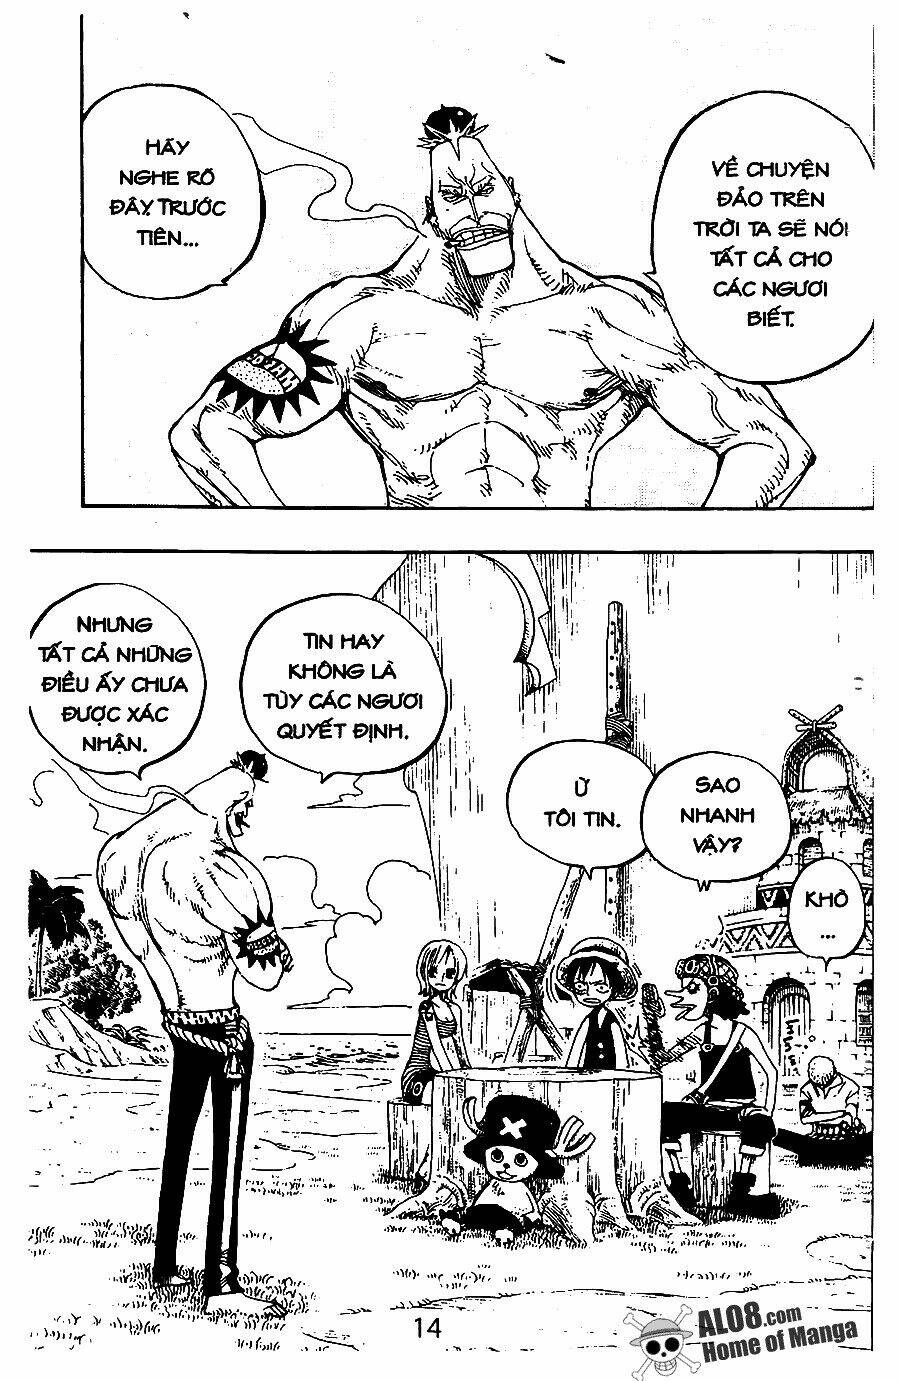 HÃY
NGHE RÕ
ĐÂY.TRƯỚC
TIÊN...
VỀ CHUYỆN
ĐẢO TRÊN
TRỜI TA SẼ NÓI
TẤT CẢ CHO
CÁC NGƯƠI
BIẾT.
NHƯNG
TẤT CẢ NHỮNG
ĐIỀU ẤY CHƯA
ĐƯỢC XÁC
NHẬN.
TIN HAY
KHÔNG LÀ
TÙY CÁC NGƯƠI
QUYẾT ĐỊNH.
Ừ
TÔI TIN.
SAO
NHANH
VẬY?
KHÒ
...
14
ALO8.com
Home of Manga